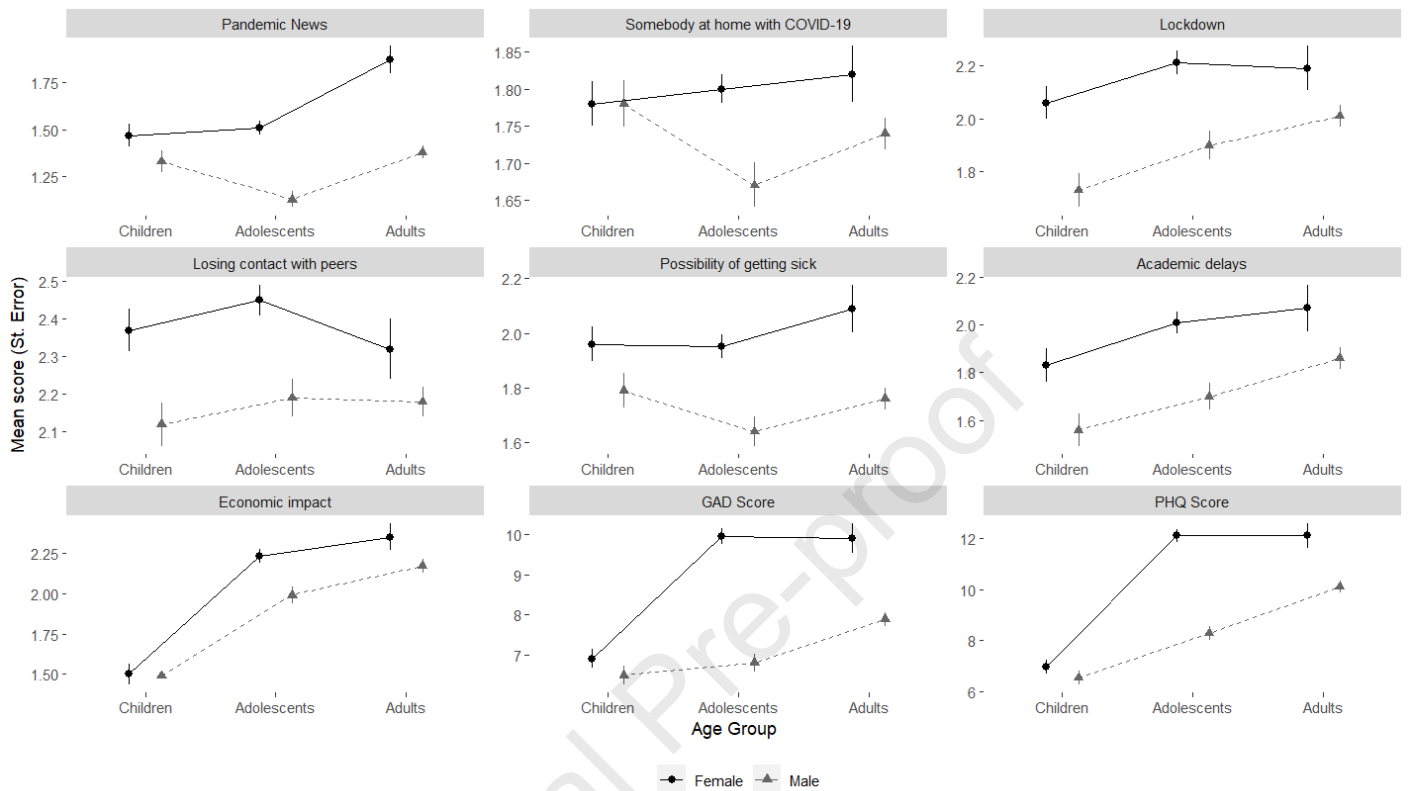 Pandemic News
Somebody at home with COVID-19
Lockdown
1.75
1.50
1.25
1.85
1.80
1.75
1.70
1.65
2.2
2.0
1.8
Children Adolescents Adults
Children Adolescents Adults
Children Adolescents Adults
Losing contact with peers
Possibility of getting sick
Academic delays
2.5
2.4
2.3
2.2
2.1
2.2
2.0
1.8
1.6
2.2
2.0
1.8
1.6
Children Adolescents Adults
Children Adolescents Adults
Children Adolescents Adults
Economic impact
GAD Score
PHQ Score
2.25
2.00
1.75
1.50
10
9
8
7
12
10
8
6
Children Adolescents Adults
Children Adolescents Adults
Children Adolescents Adults
Mean score (St. Error)
Age Group
Female Male
al Pre-proof